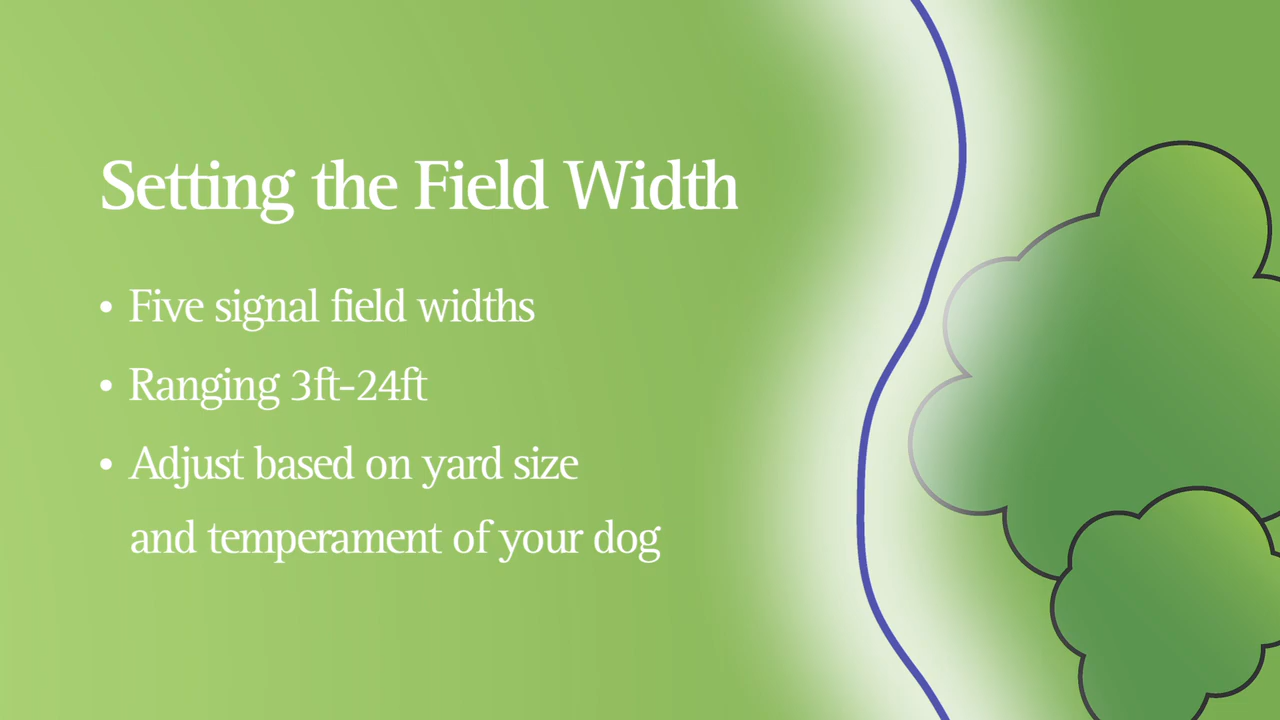 Setting the Field Width
• Five signal field widths
• Ranging 3ft-24ft
• Adjust based on yard size
and temperament of your dog